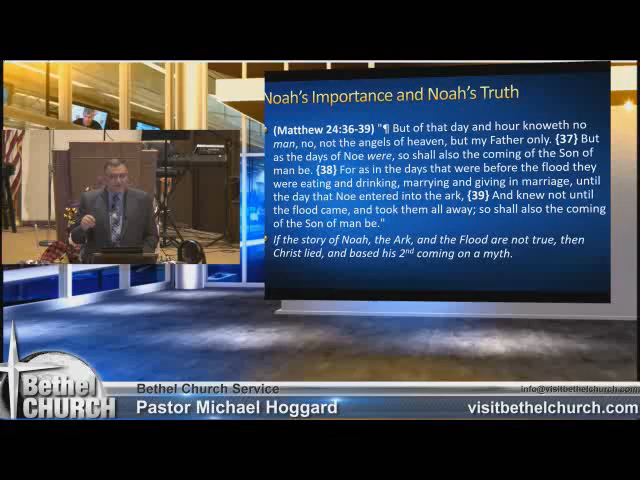 Noah's Importance and Noah's Truth
(Matthew 24:36-39) "¶ But of that day and hour knoweth no
man, no, not the angels of heaven, but my Father only. {37} But
as the days of Noe were, so shall also the coming of the Son of
man be. {38} For as in the days that were before the flood they
were eating and drinking, marrying and giving in marriage, until
the day that Noe entered into the ark, {39} And knew not until
the flood came, and took them all away; so shall also the coming
of the Son of man be."
If the story of Noah, the Ark, and the Flood are not true, then
Christ lied, and based his 2nd coming on a myth.
Bethel
CHURCH
Bethel Church Service
info@visitbethelchurch.com
Pastor Michael Hoggard
visitbethelchurch.com